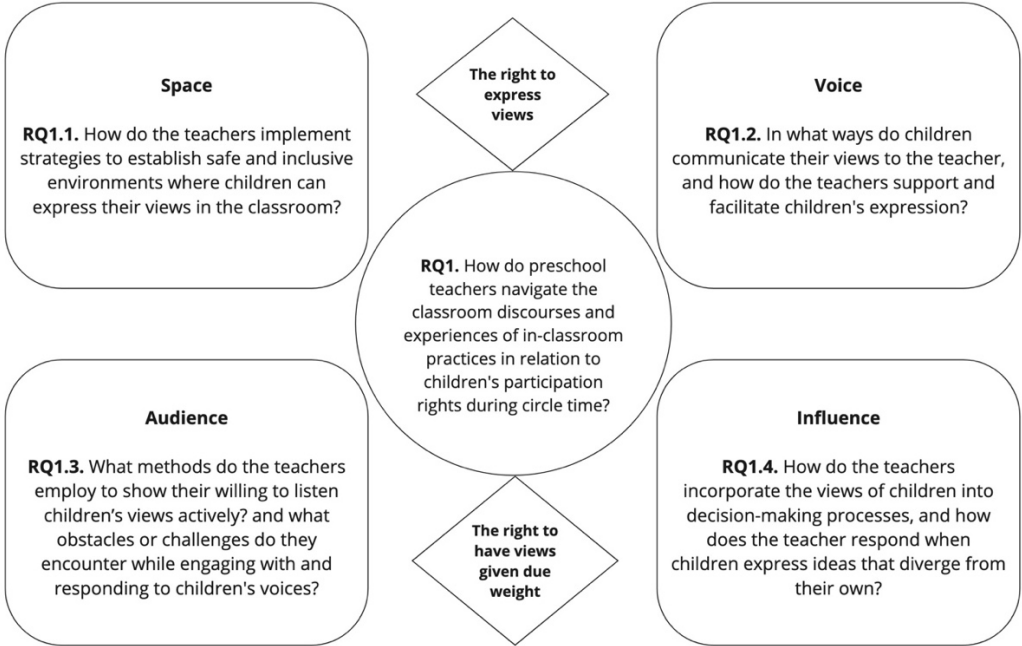 Space
RQ1.1. How do the teachers implement
strategies to establish safe and inclusive
environments where children can
express their views in the classroom?
The right to
express
views
Voice
RQ1.2. In what ways do children
communicate their views to the teacher,
and how do the teachers support and
facilitate children's expression?
RQ1. How do preschool
teachers navigate the
classroom discourses and
experiences of in-classroom
practices in relation to
children's participation
rights during circle time?
Audience
RQ1.3. What methods do the teachers
employ to show their willing to listen
children’s views actively? and what
obstacles or challenges do they
encounter while engaging with and
responding to children's voices?
The right to
have views
given due
weight
Influence
RQ1.4. How do the teachers
incorporate the views of children into
decision-making processes, and how
does the teacher respond when
children express ideas that diverge from
their own?